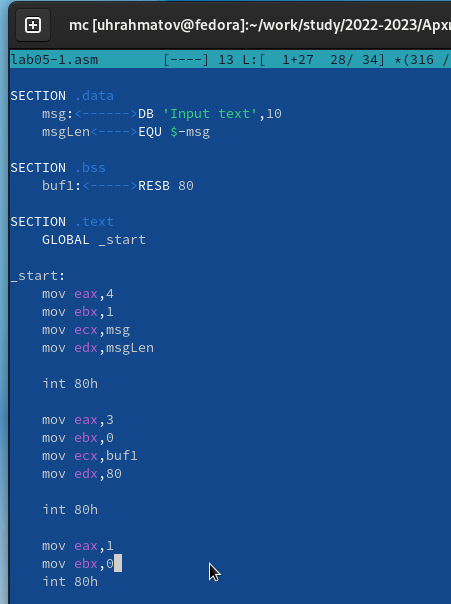 mc [uhrahmatov@fedora]:~/work/study/2022-2023/Арх
lab05-1.asm [----] 13 L:[ 1+27 28/ 34] *(316 /
SECTION .data
msg:<------>DB 'Input text',10
msgLen<---->EQU $-msg
SECTION .bss
buf1:<----->RESB 80
SECTION .text
GLOBAL _start
_start:
mov eax,4
mov ebx,1
mov ecx,msg
mov edx,msgLen
int 80h
mov eax,3
mov ebx,0
mov ecx,buf1
mov edx,80
int 80h
mov eax,1
mov ebx,0
int 80h